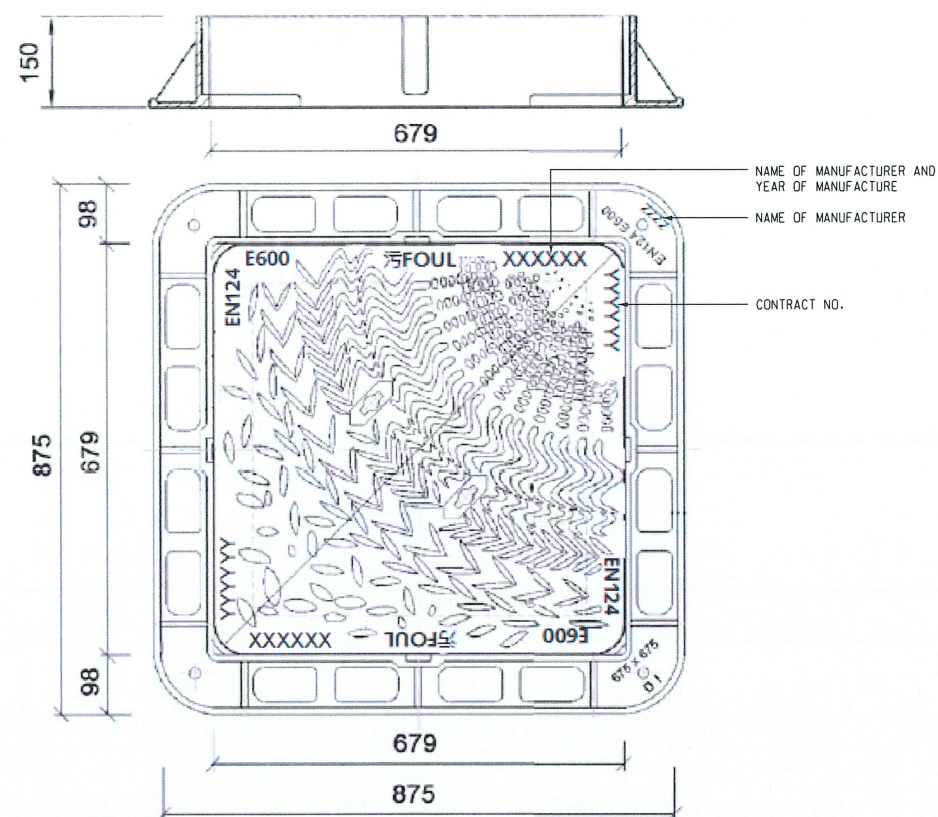 150
679
NAME OF MANUFACTURER AND
YEAR OF MANUFACTURE
NAME OF MANUFACTURER
CONTRACT NO.
98
679
98
875
ZZZZ
EN124 E600
E600
污FOUL
XXXXXX
EN124
YYYYYY
YYYYYY
EN124
XXXXXX
污FOUL
E600
675 x 675
D I
679
875